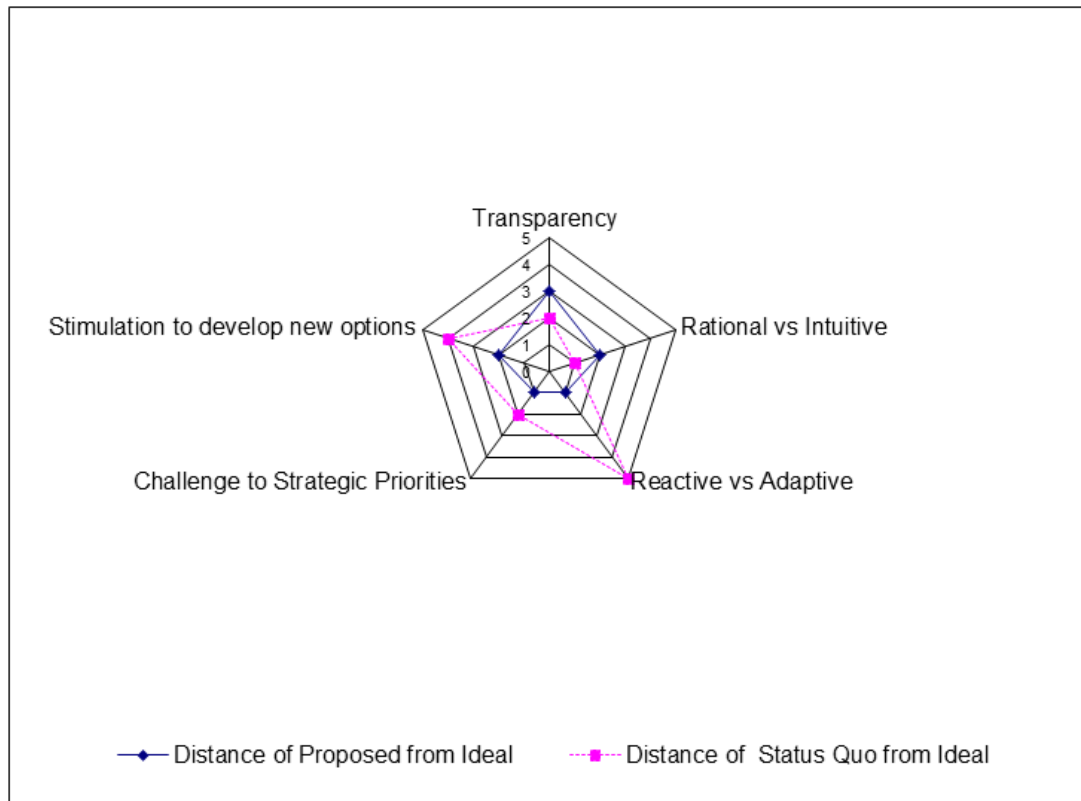 Transparency
5
4
3
2
1
0
Stimulation to develop new options
Rational vs Intuitive
Challenge to Strategic Priorities
Reactive vs Adaptive
Distance of Proposed from Ideal
Distance of  Status Quo from Ideal